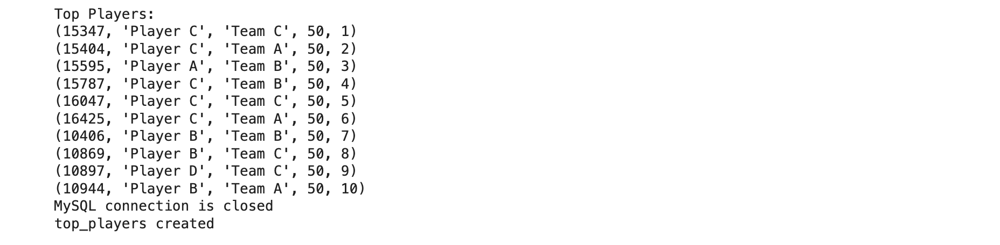 Top Players:
(15347, 'Player C', 'Team C', 50, 1)
(15404, 'Player C', 'Team A', 50, 2)
(15595, 'Player A', 'Team B', 50, 3)
(15787, 'Player C', 'Team B', 50, 4)
(16047, 'Player C', 'Team C', 50, 5)
(16425, 'Player C', 'Team A', 50, 6)
(10406, 'Player B', 'Team B', 50, 7)
(10869, 'Player B', 'Team C', 50, 8)
(10897, 'Player D', 'Team C', 50, 9)
(10944, 'Player B', 'Team A', 50, 10)
MySQL connection is closed
top_players created